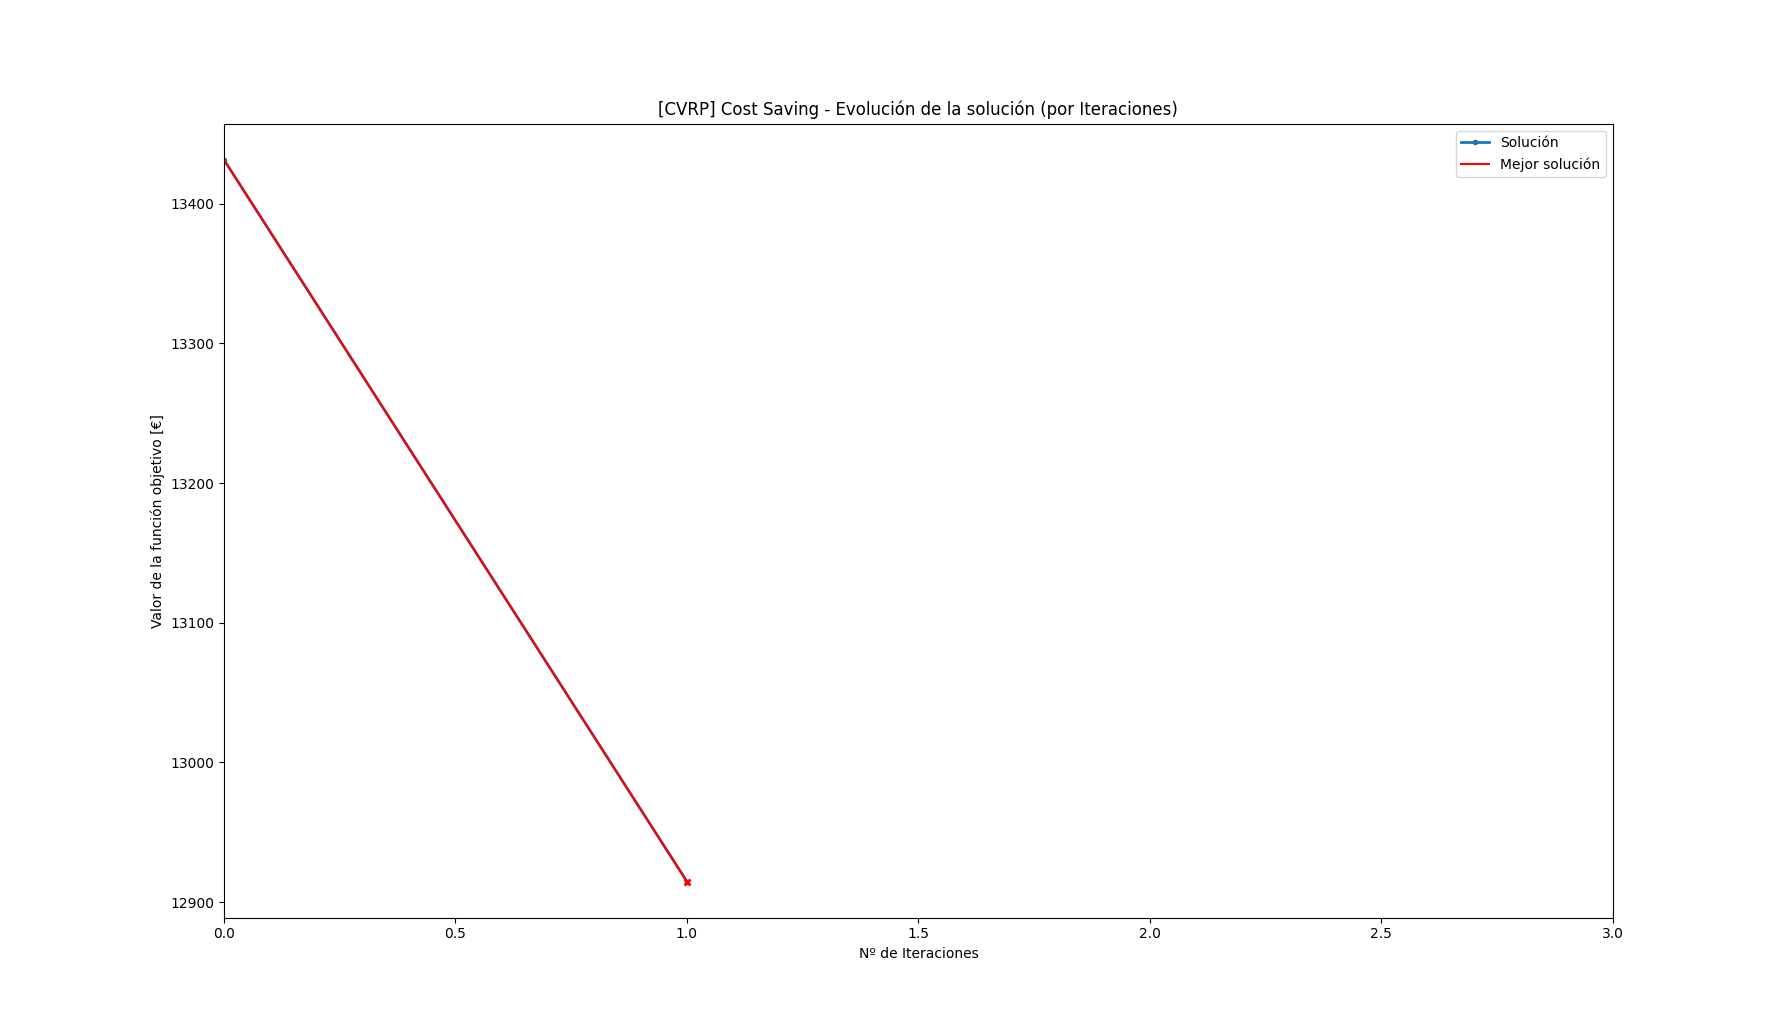 [CVRP] Cost Saving - Evolución de la solución (por Iteraciones)
Solución
Mejor solución
13400
13300
13200
13100
13000
12900
Valor de la función objetivo [€]
0.0 0.5 1.0 1.5 2.0 2.5 3.0
Nº de Iteraciones